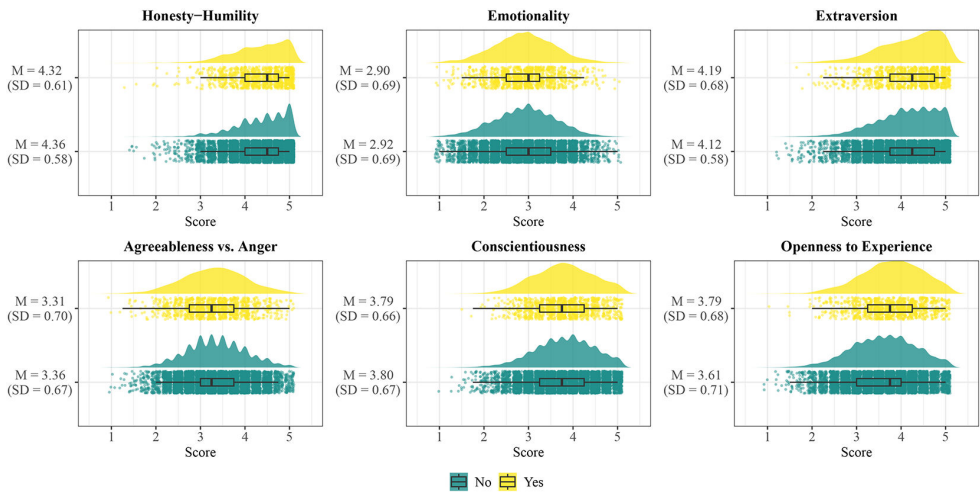 Honesty−Humility
M = 4.32
(SD = 0.61)
M = 4.36
(SD = 0.58)
1 2 3 4 5
Score
Emotionality
M = 2.90
(SD = 0.69)
M = 2.92
(SD = 0.69)
1 2 3 4 5
Score
Extraversion
M = 4.19
(SD = 0.68)
M = 4.12
(SD = 0.58)
1 2 3 4 5
Score
Agreeableness vs. Anger
M = 3.31
(SD = 0.70)
M = 3.36
(SD = 0.67)
1 2 3 4 5
Score
Conscientiousness
M = 3.79
(SD = 0.66)
M = 3.80
(SD = 0.67)
1 2 3 4 5
Score
Openness to Experience
M = 3.79
(SD = 0.68)
M = 3.61
(SD = 0.71)
1 2 3 4 5
Score
No Yes